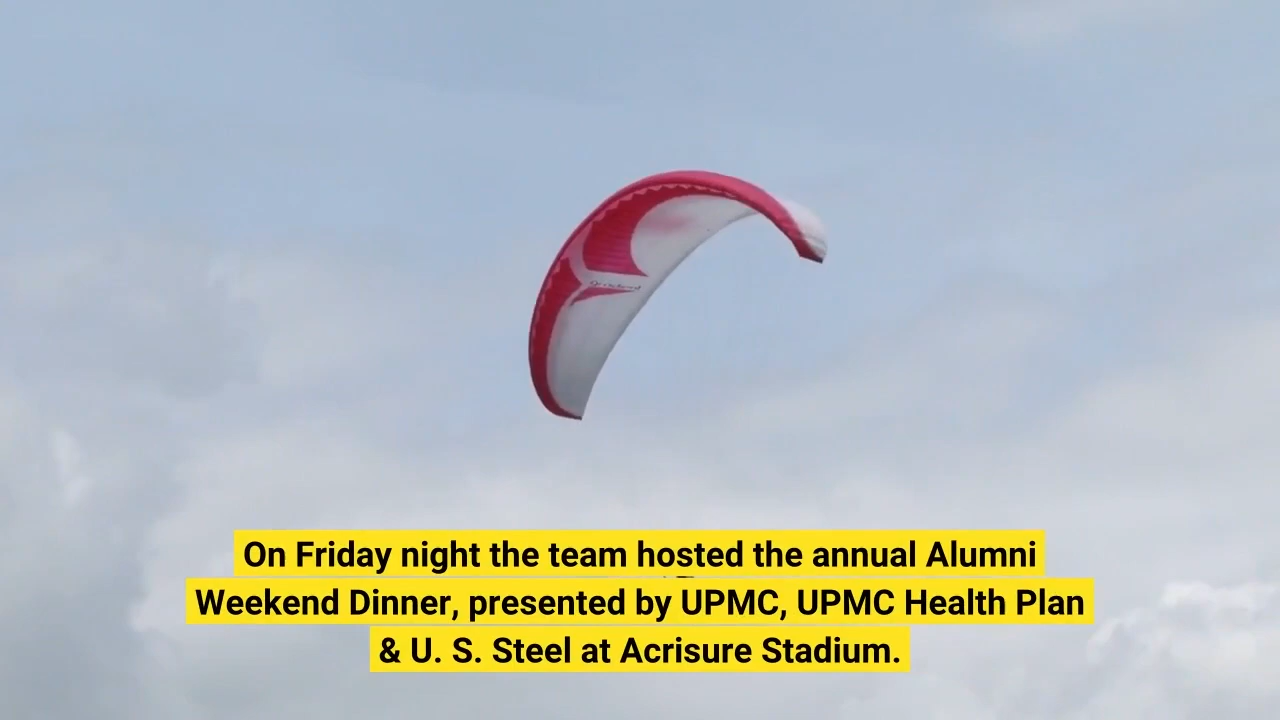 On Friday night the team hosted the annual Alumni
Weekend Dinner, presented by UPMC, UPMC Health Plan
& U. S. Steel at Acrisure Stadium.